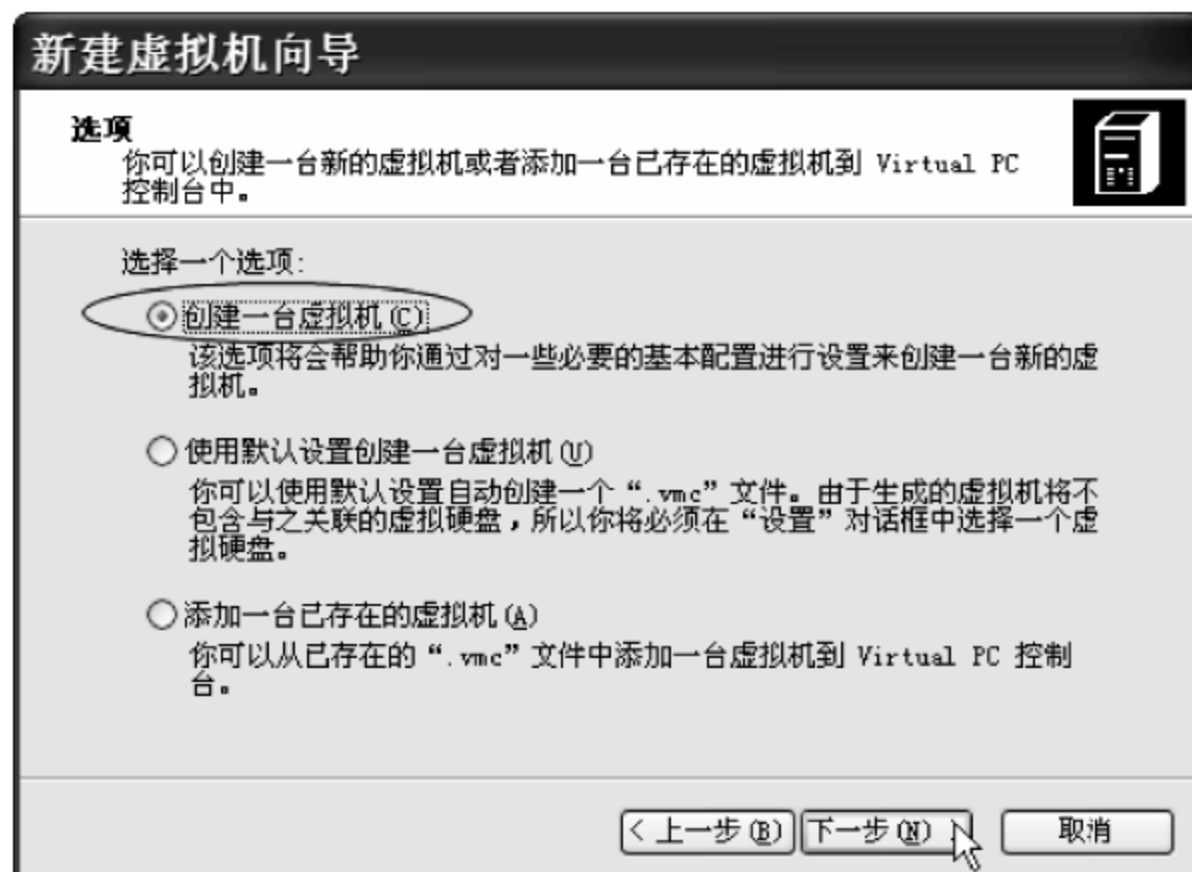 新建虚拟机向导
选项
你可以创建一台新的虚拟机或者添加一台已存在的虚拟机到 Virtual PC
控制台中。
选择一个选项:
创建一台虚拟机(C)
该选项将会帮助你通过对一些必要的基本配置进行设置来创建一台新的虚
拟机。
使用默认设置创建一台虚拟机(U)
你可以使用默认设置自动创建一个“.vmc”文件。由于生成的虚拟机将不
包含与之关联的虚拟硬盘,所以你将必须在“设置”对话框中选择一个虚
拟硬盘。
添加一台已存在的虚拟机(A)
你可以从已存在的“.vmc”文件中添加一台虚拟机到 Virtual PC 控制
台。
< 上一步(B) 下一步(N) > 取消